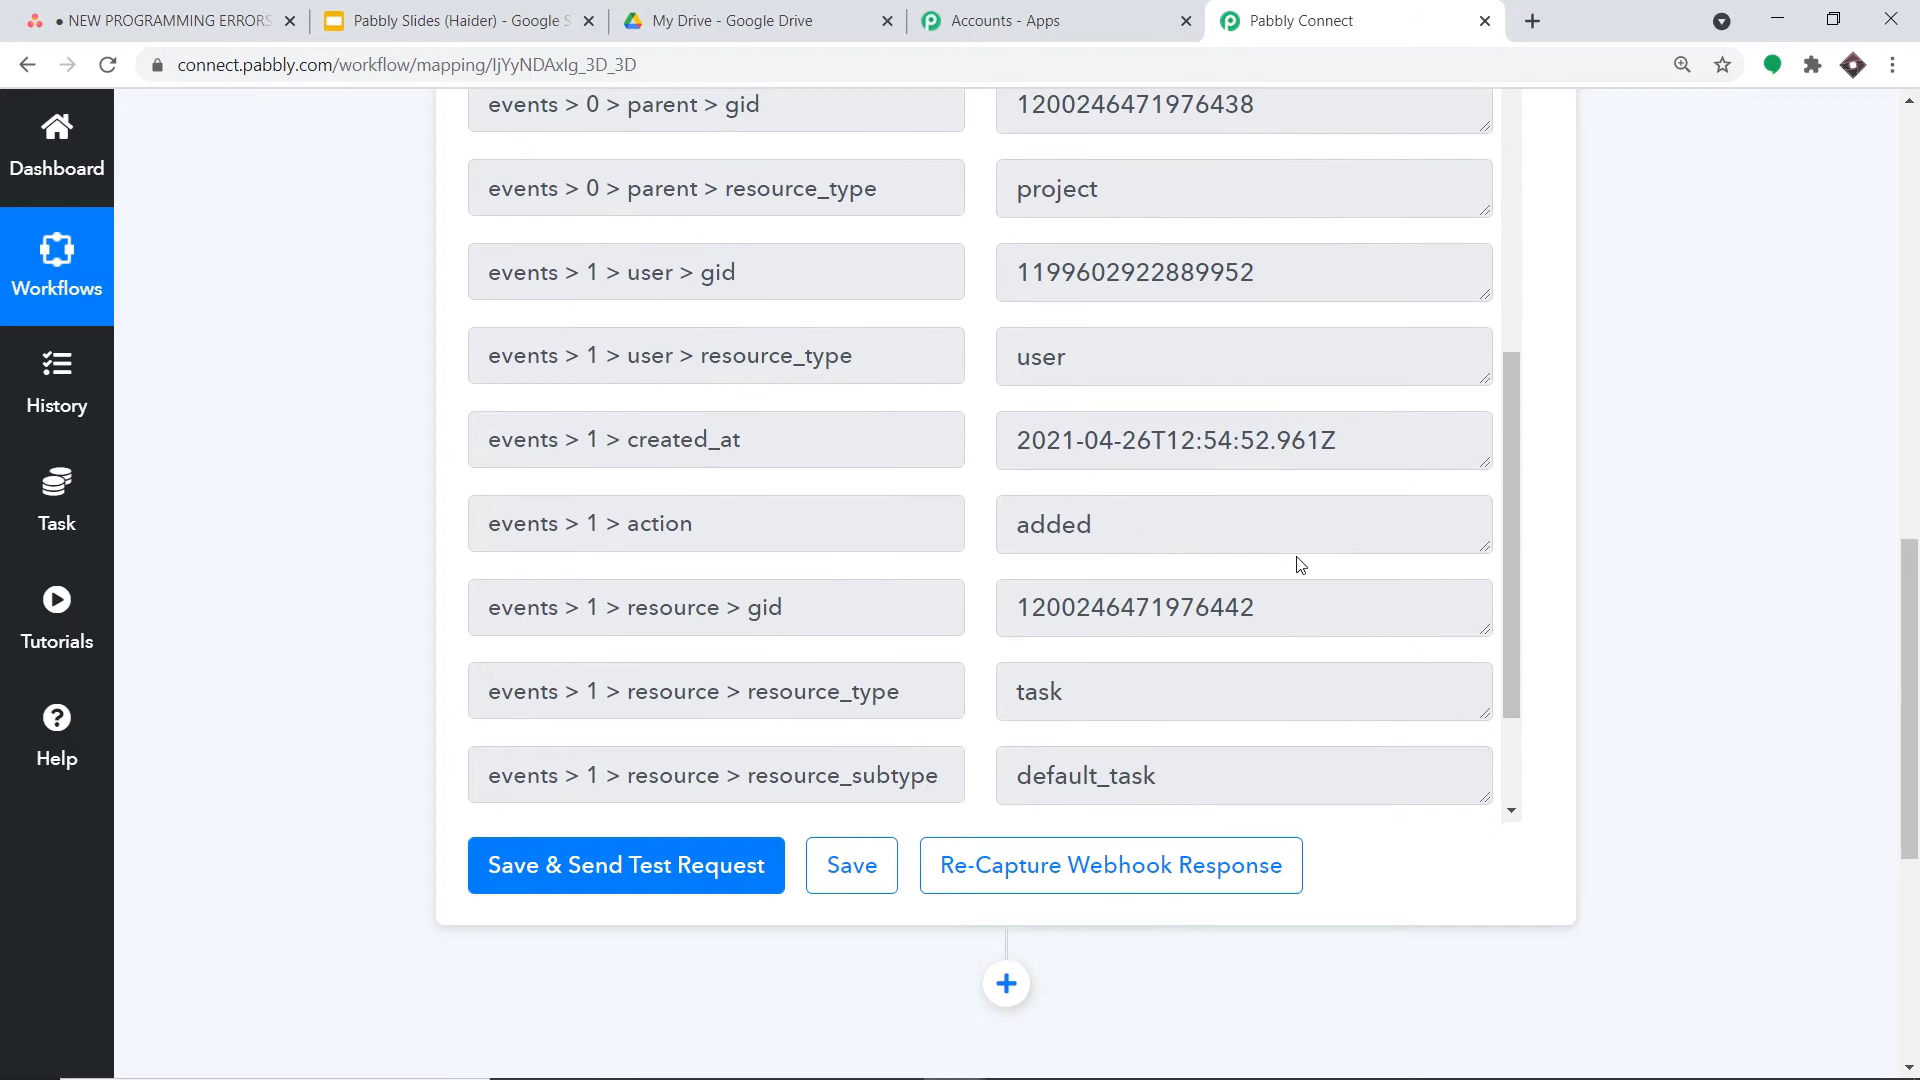 • NEW PROGRAMMING ERRORS
Pabbly Slides (Haider) - Google S
My Drive - Google Drive
Accounts - Apps
Pabbly Connect
connect.pabbly.com/workflow/mapping/IjYyNDAxIg_3D_3D
Dashboard
Workflows
History
Task
Tutorials
Help
events > 0 > parent > gid
1200246471976438
events > 0 > parent > resource_type
project
events > 1 > user > gid
1199602922889952
events > 1 > user > resource_type
user
events > 1 > created_at
2021-04-26T12:54:52.961Z
events > 1 > action
added
events > 1 > resource > gid
1200246471976442
events > 1 > resource > resource_type
task
events > 1 > resource > resource_subtype
default_task
Save & Send Test Request
Save
Re-Capture Webhook Response